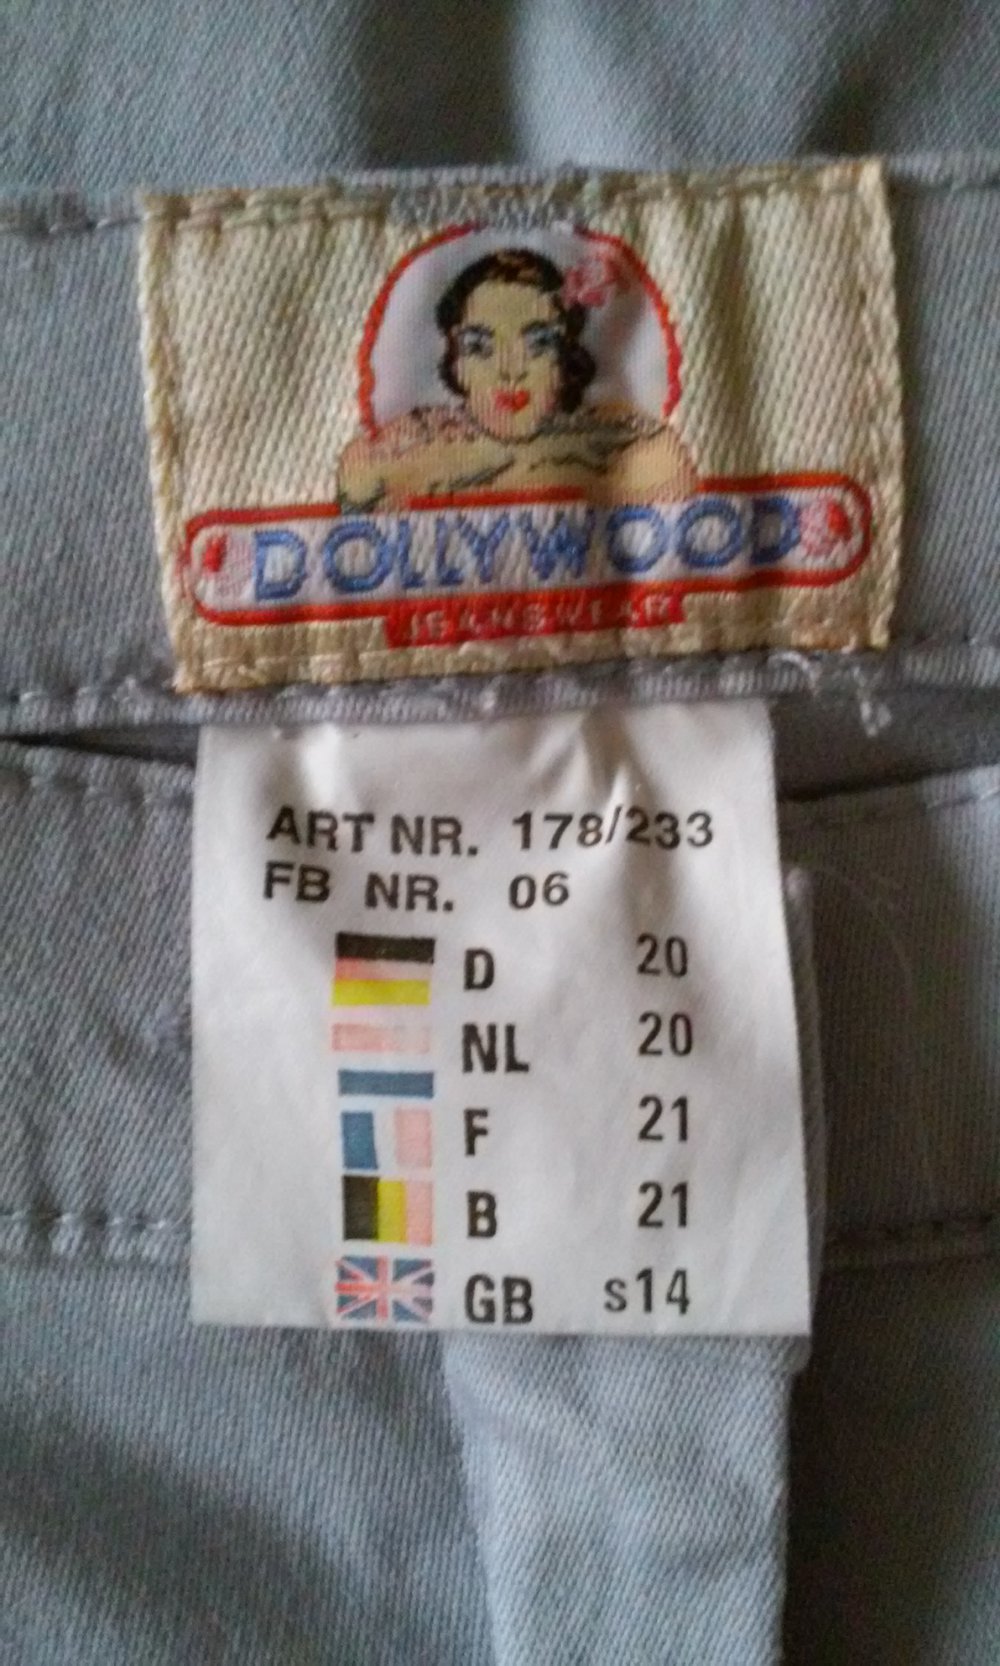 DOLLYWOOD
JEANSWEAR
ART NR. 178/233
FB NR. 06
D 20
NL 20
F 21
B 21
GB s14